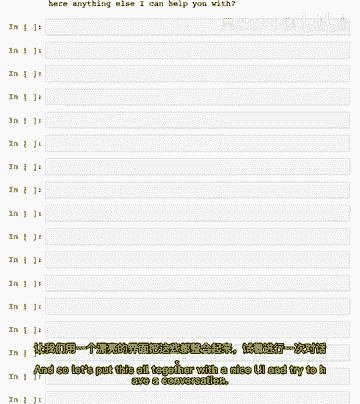 here anything else I can help you with?
In [ ]:
In [ ]:
In [ ]:
In [ ]:
In [ ]:
In [ ]:
In [ ]:
In [ ]:
In [ ]:
In [ ]:
In [ ]:
In [ ]:
In [ ]:
In [ ]:
让我们用一个漂亮的界面把这些都整合起来，试着进行一次对话
In [ ]:
And so let's put this all together with a nice UI and try to h
ave a conversation.
In [ ]: